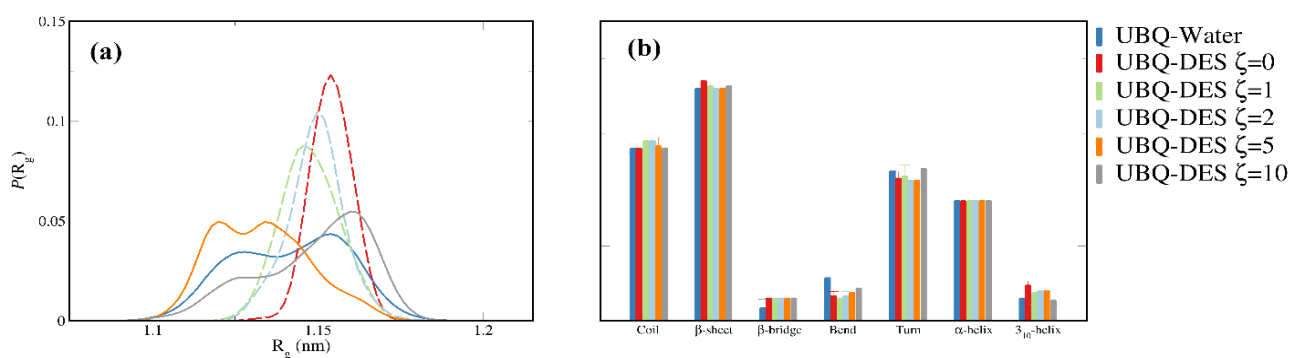 0.15
(a)
0.1
P(Rg)
0.05
0
1.1
1.15
1.2
Rg (nm)
(b)
Coil
β-sheet
β-bridge
Bend
Turn
α-helix
310-helix
UBQ-Water
UBQ-DES ζ=0
UBQ-DES ζ=1
UBQ-DES ζ=2
UBQ-DES ζ=5
UBQ-DES ζ=10